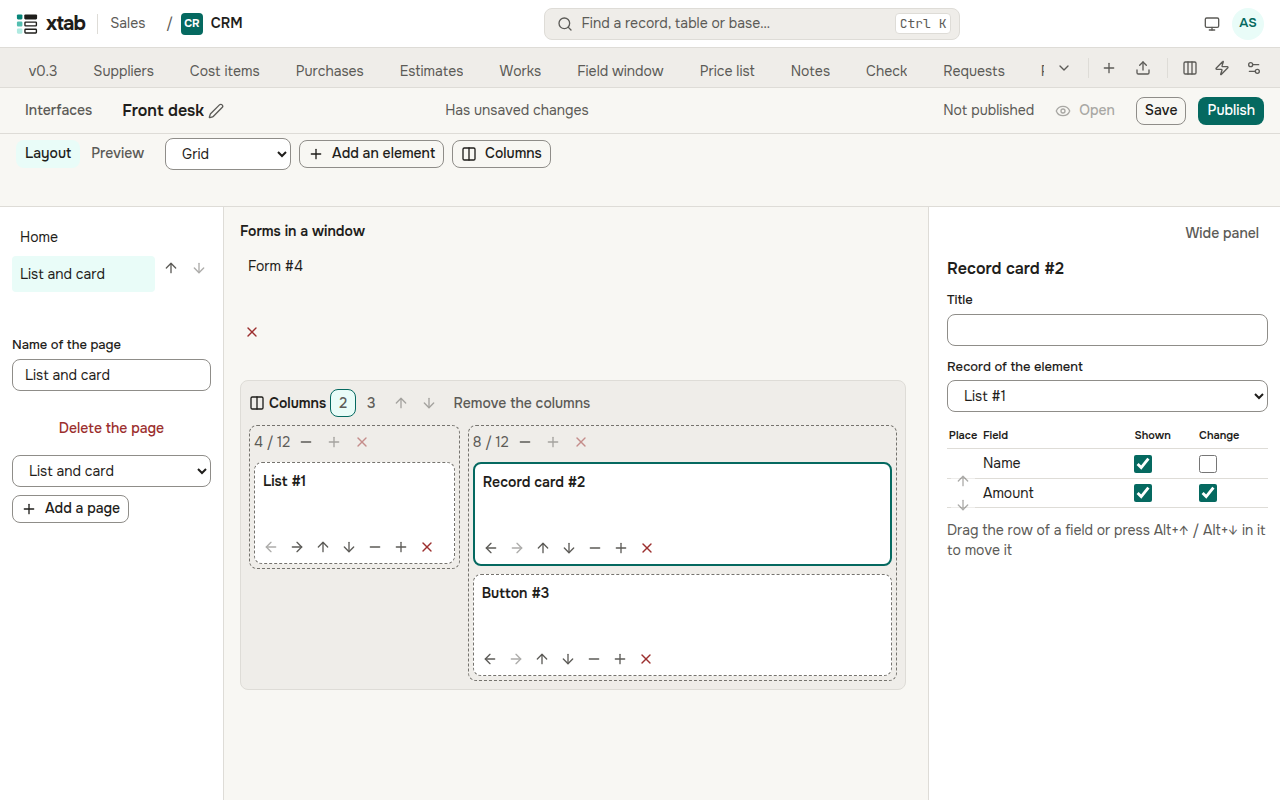 xtab Sales / CR CRM Find a record, table or base... Ctrl K AS
v0.3 Suppliers Cost items Purchases Estimates Works Field window Price list Notes Check Requests
Interfaces Front desk Has unsaved changes Not published Open Save Publish
Layout Preview Grid Add an element Columns
Home
List and card
Name of the page
List and card
Delete the page
List and card
Add a page
Forms in a window
Form #4
Columns 2 3 Remove the columns
4 / 12
List #1
8 / 12
Record card #2
Button #3
Wide panel
Record card #2
Title
Record of the element
List #1
Place Field Shown Change
Name
Amount
Drag the row of a field or press Alt+↑ / Alt+↓ in it
to move it